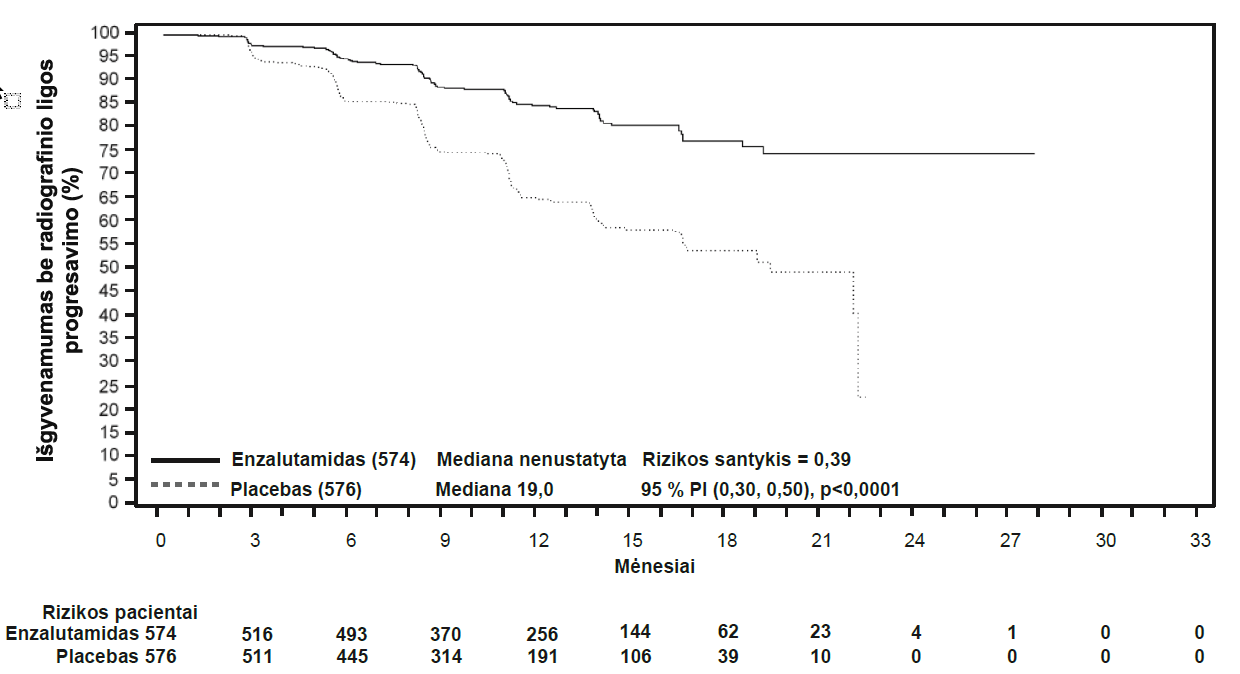 Išgyvenamumas be radiografinio ligos
progresavimo (%)
100
95
90
85
80
75
70
65
60
55
50
45
40
35
30
25
20
15
10
5
0
Enzalutamidas (574) Mediana nenustatyta Rizikos santykis = 0,39
Placebas (576) Mediana 19,0 95 % PI (0,30, 0,50), p<0,0001
0 3 6 9 12 15 18 21 24 27 30 33
Mėnesiai
Rizikos pacientai
Enzalutamidas 574 516 493 370 256 144 62 23 4 1 0 0
Placebas 576 511 445 314 191 106 39 10 0 0 0 0